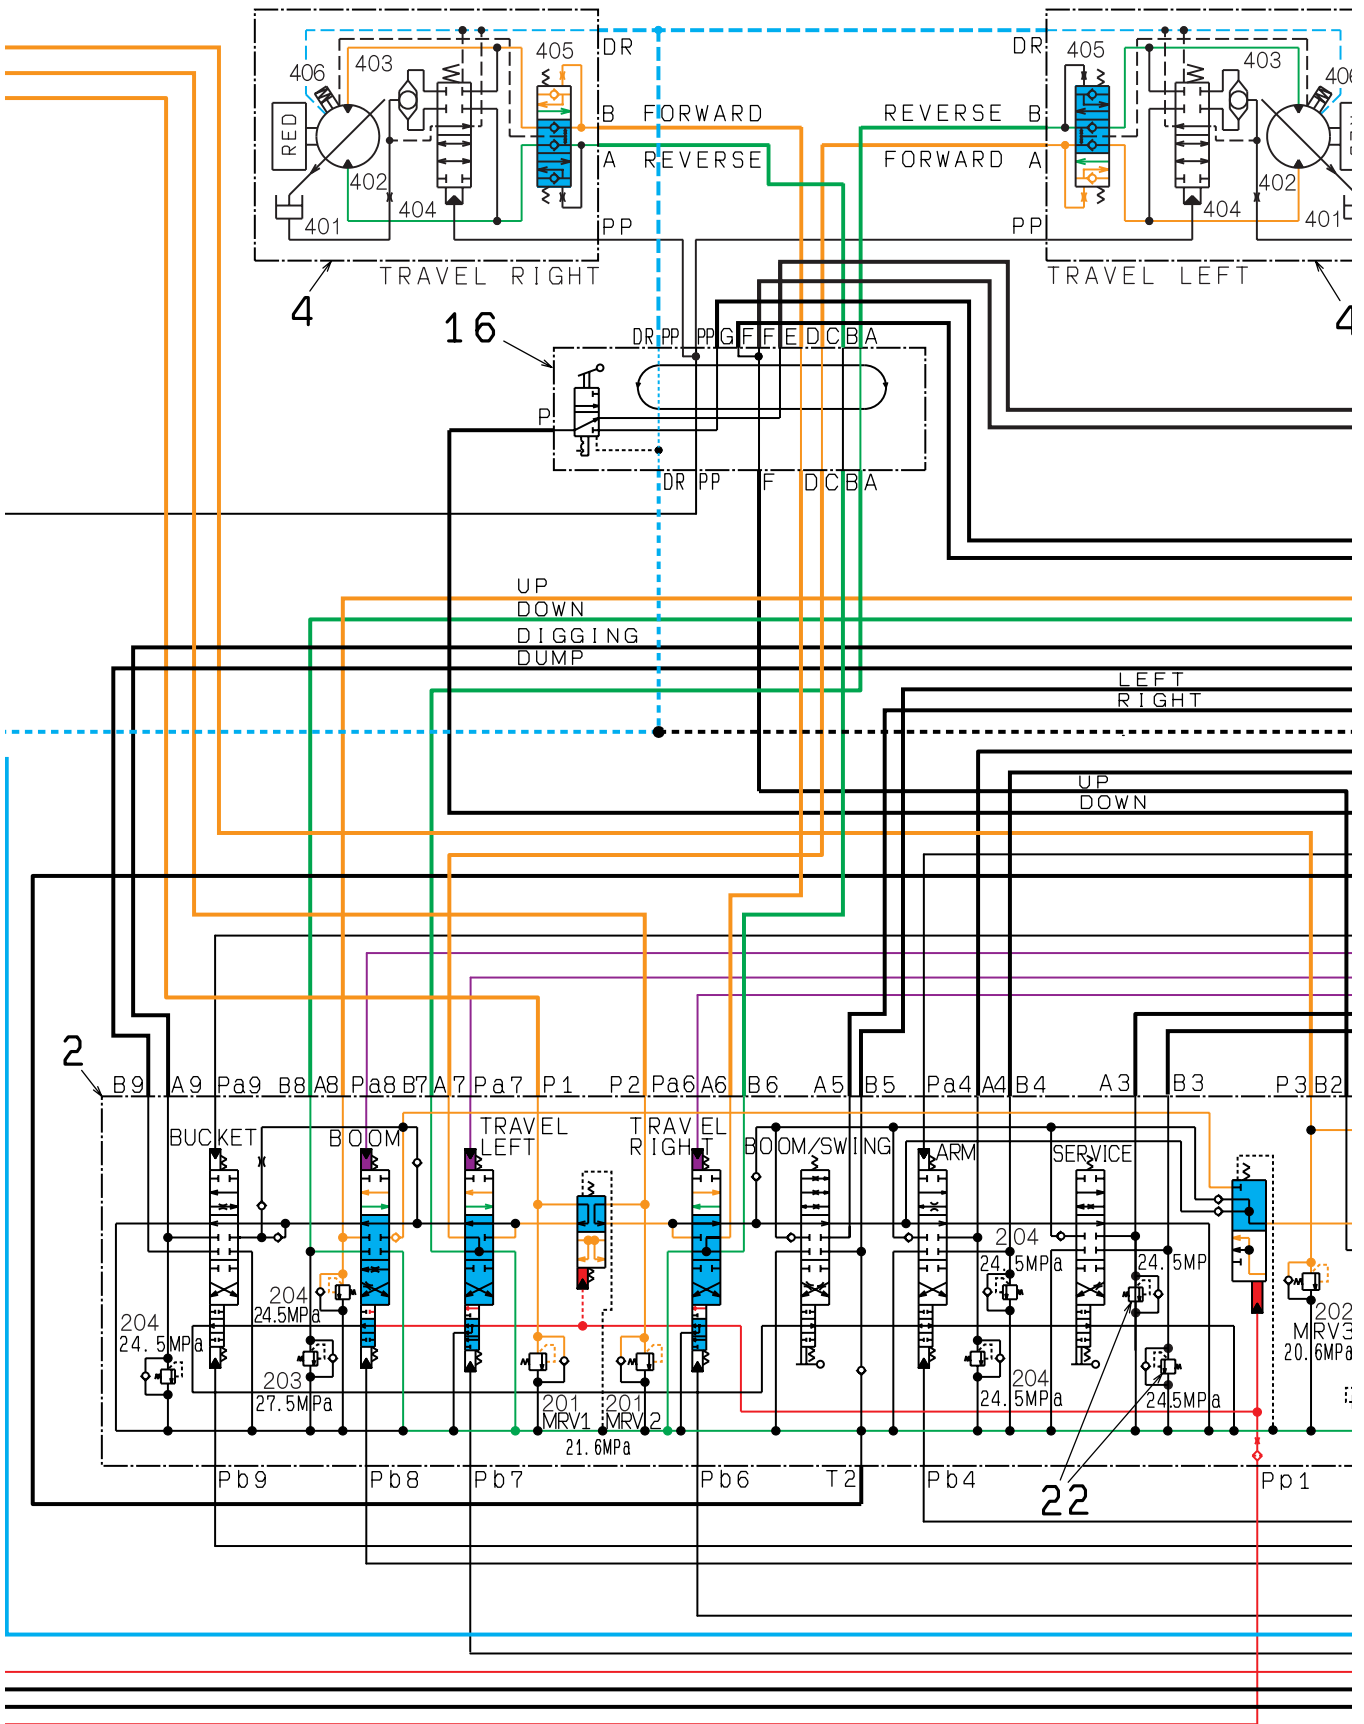 DR
DR
405
405
403
403
406
RED
B FORWARD
REVERSE B
A REVERSE
FORWARD A
402
402
404
404
401
401
PP
PP
TRAVEL RIGHT
TRAVEL LEFT
4
16
DR PP PP G F F E D C B A
P
DR PP F D C B A
UP
DOWN
DIGGING
DUMP
LEFT
RIGHT
UP
DOWN
2
B9 A9 Pa9 B8 A8 Pa8 B7 A7 Pa7 P1 P2 Pa6 A6 B6 A5 B5 Pa4 A4 B4 A3 B3 P3 B2
BUCKET
BOOM
TRAVEL
LEFT
TRAVEL
RIGHT
BOOM/SWING
ARM
SERVICE
204
24.5MPa
24.5MP
204
24.5MPa
204
24.5MPa
202
MRV3
20.6MPa
203
27.5MPa
201
MRV1
201
MRV2
21.6MPa
204
24.5MPa
24.5MPa
Pb9 Pb8 Pb7 Pb6 T2 Pb4 Pp1
22